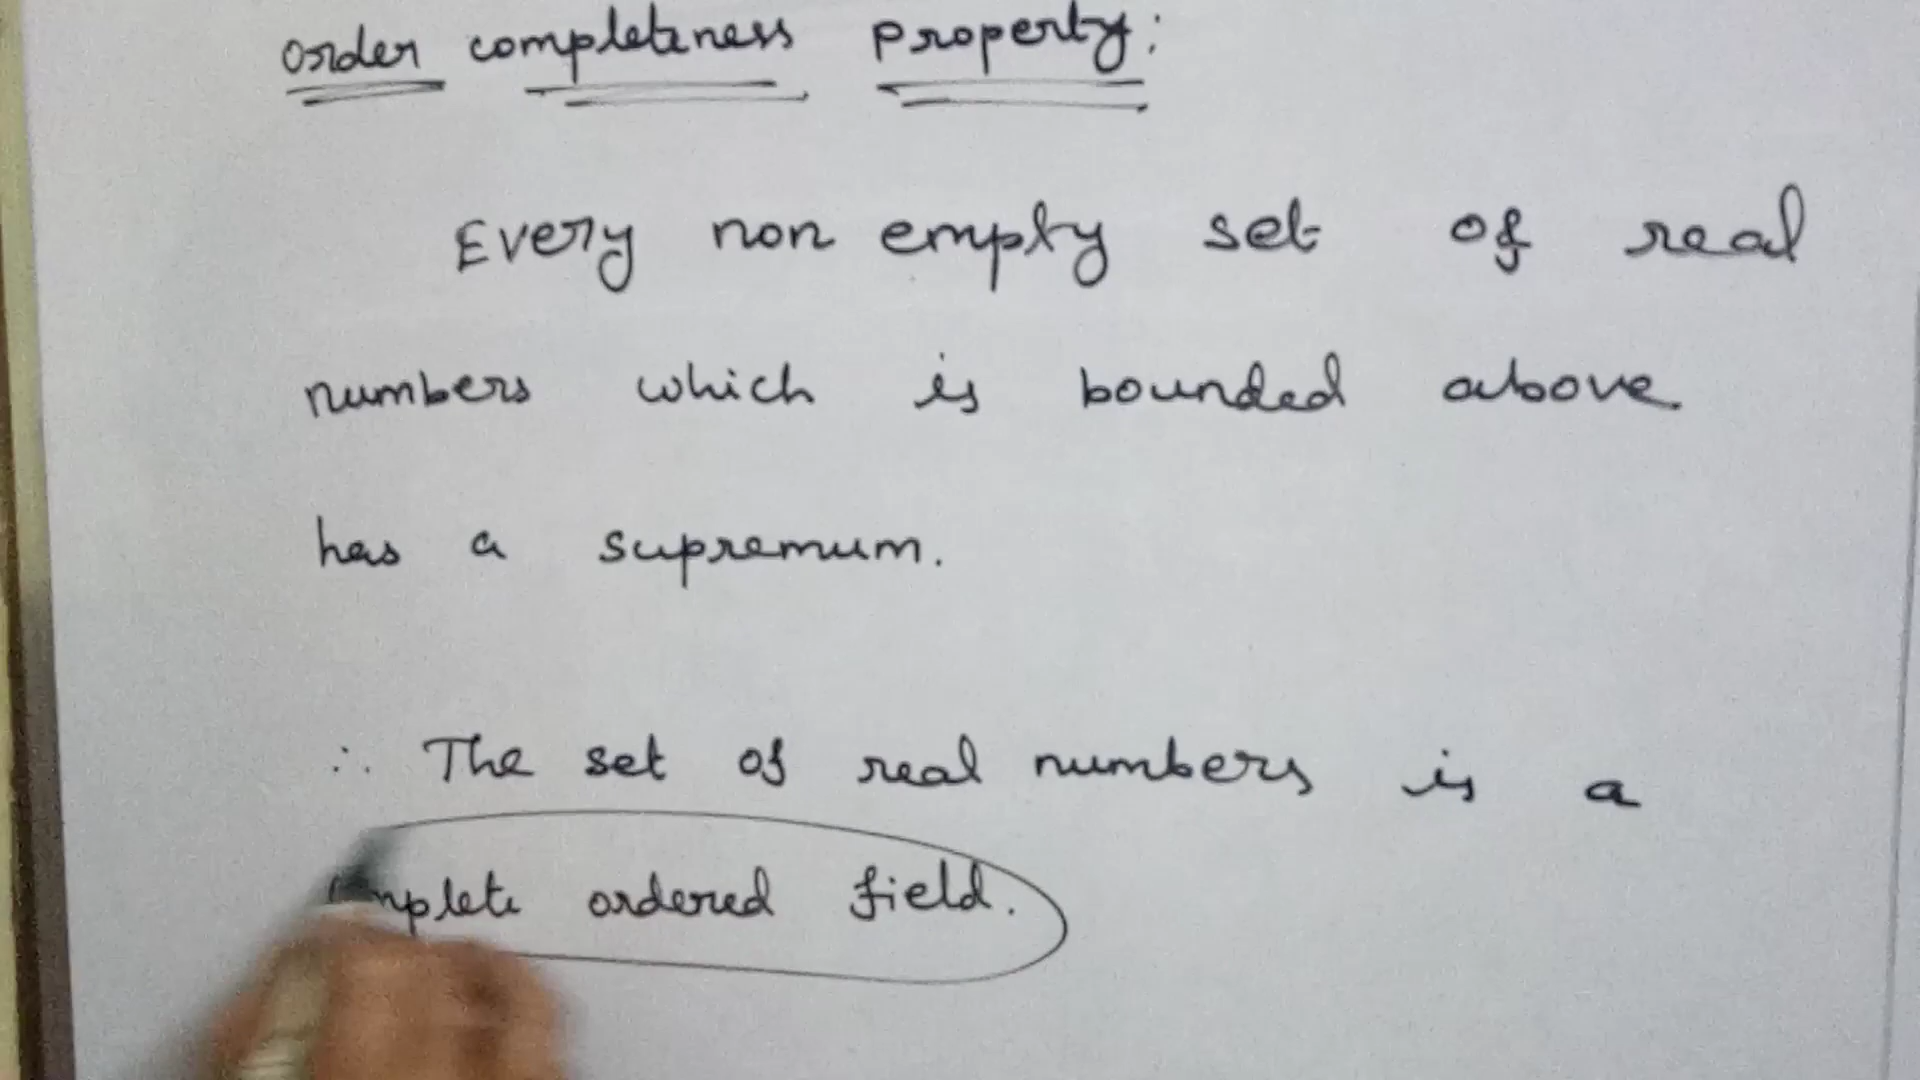 order completeness property:
Every non empty set of real
numbers which is bounded above
has a supremum.
∴ The set of real numbers is a
complete ordered field.